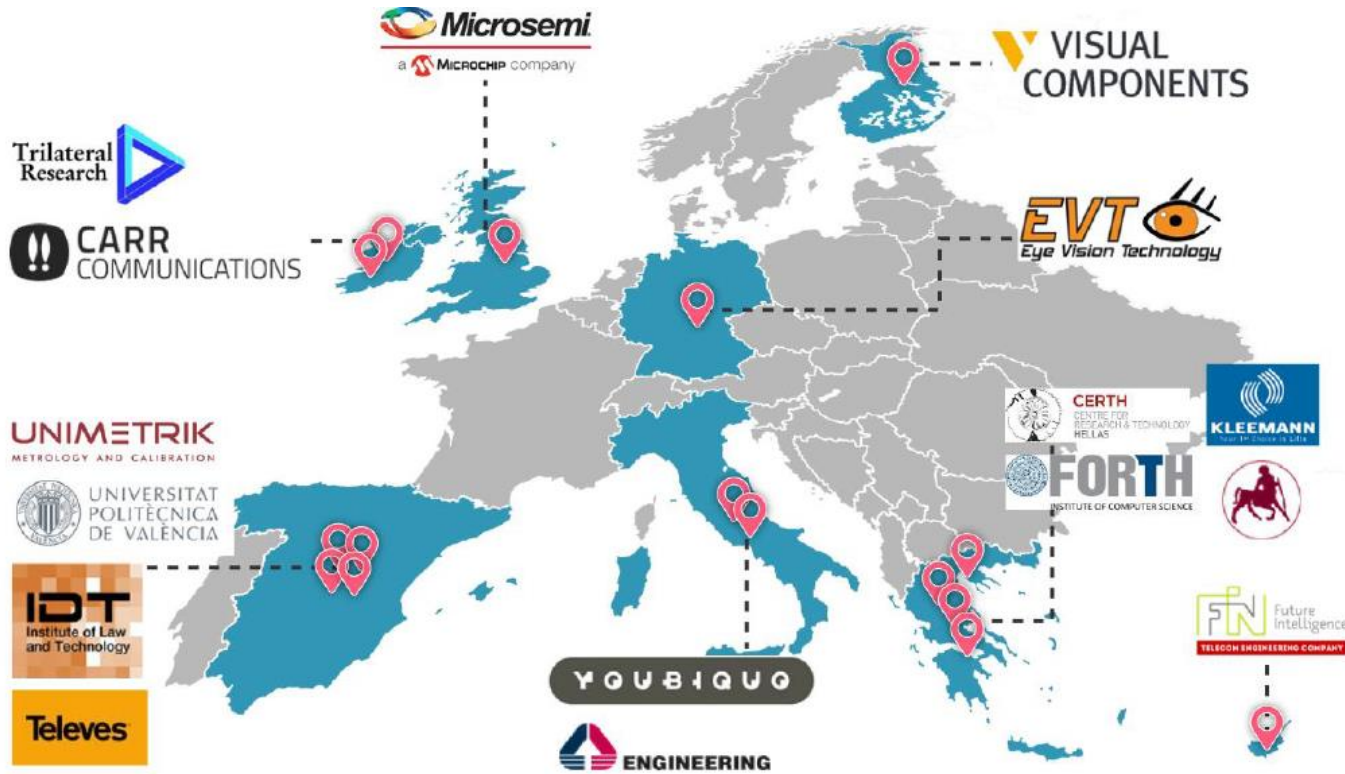 Microsemi
a MICROCHIP company
VISUAL
COMPONENTS
Trilateral
Research
CARR
COMMUNICATIONS
EVT
Eye Vision Technology
CERTH
CENTRE FOR
RESEARCH & TECHNOLOGY
HELLAS
KLEEMANN
FORTH
INSTITUTE OF COMPUTER SCIENCE
UNIMETRIK
METROLOGY AND CALIBRATION
UNIVERSITAT
POLITÈCNICA
DE VALÈNCIA
IDT
Institute of Law
and Technology
Televes
YOUBIQUO
ENGINEERING
FIN Future
Intelligence
TELECOM ENGINEERING COMPANY